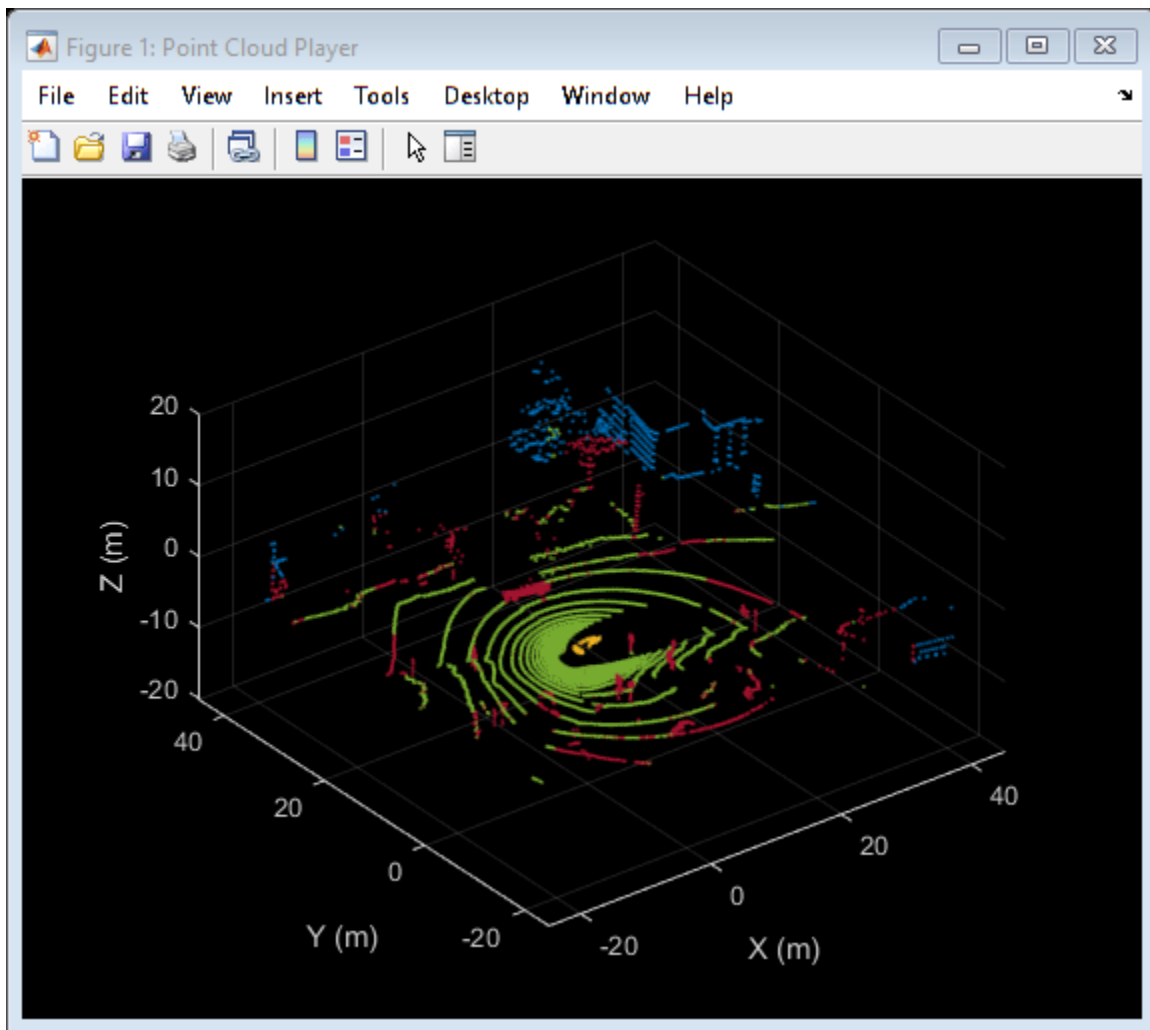 Figure 1: Point Cloud Player
File Edit View Insert Tools Desktop Window Help
20
10
0
-10
-20
Z (m)
40
20
0
-20
Y (m)
-20
0
20
40
X (m)